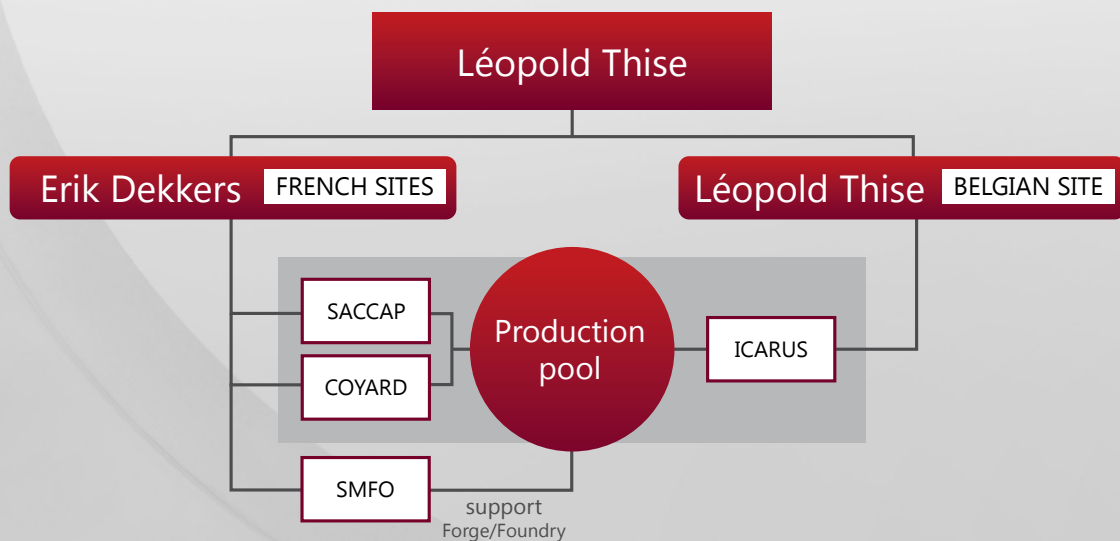 Léopold Thise
Erik Dekkers FRENCH SITES
Léopold Thise BELGIAN SITE
SACCAP
COYARD
Production
pool
ICARUS
SMFO
support
Forge/Foundry